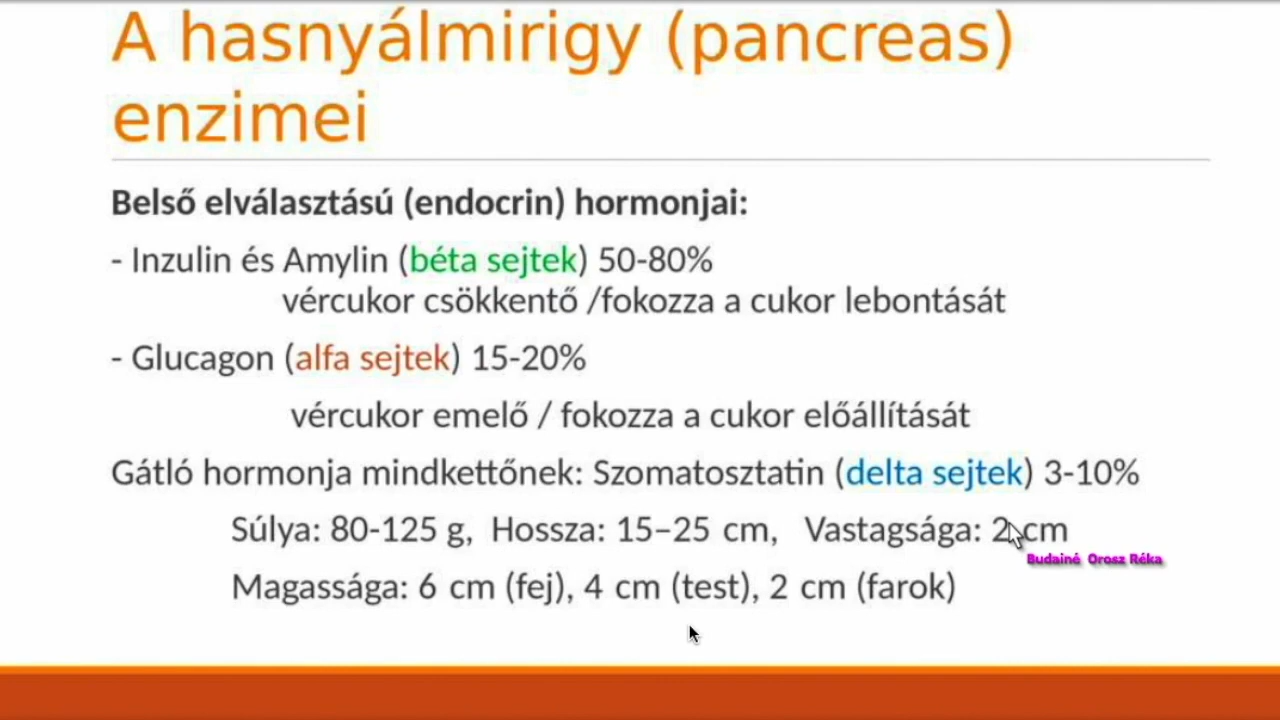 A hasnyálmirigy (pancreas)
enzimei
Belső elválasztású (endocrin) hormonjai:
- Inzulin és Amylin (béta sejtek) 50-80%
vércukor csökkentő /fokozza a cukor lebontását
- Glucagon (alfa sejtek) 15-20%
vércukor emelő / fokozza a cukor előállítását
Gátló hormonja mindkettőnek: Szomatosztatin (delta sejtek) 3-10%
Súlya: 80-125 g, Hossza: 15–25 cm, Vastagsága: 2 cm
Budainé Orosz Réka
Magassága: 6 cm (fej), 4 cm (test), 2 cm (farok)